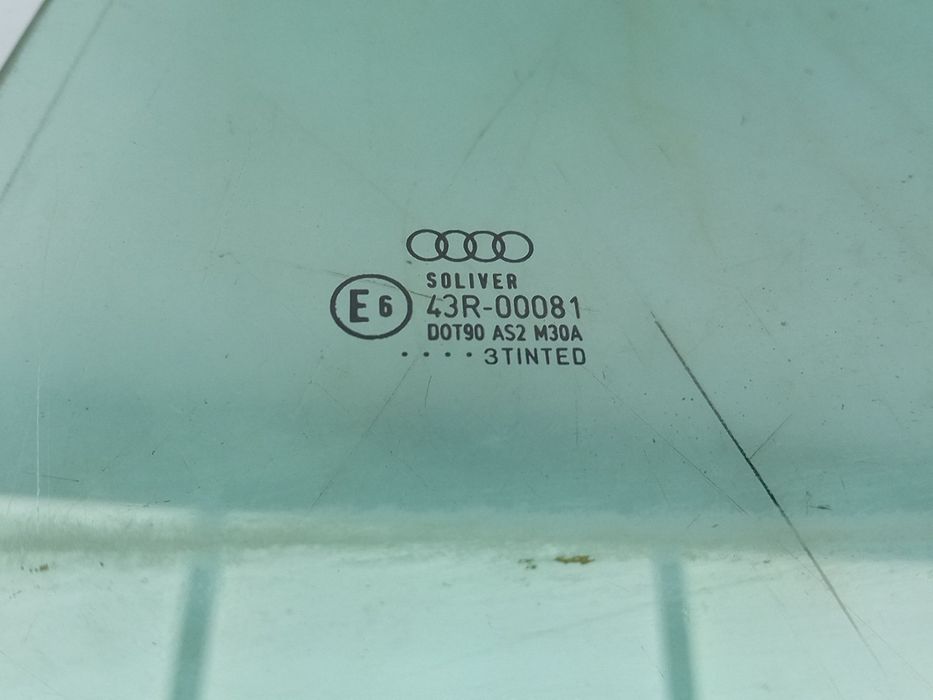 SOLIVER
E6 43R-00081
DOT90 AS2 M30A
....3TINTED